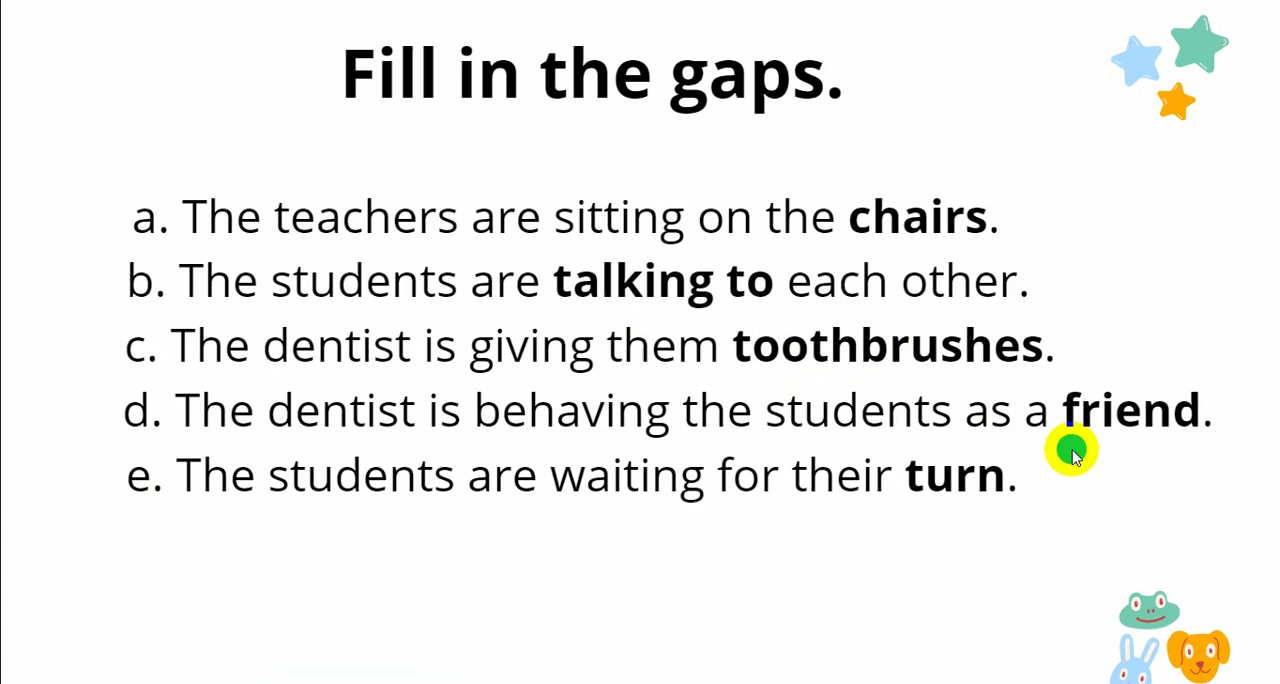 Fill in the gaps.
a. The teachers are sitting on the chairs.
b. The students are talking to each other.
c. The dentist is giving them toothbrushes.
d. The dentist is behaving the students as a friend.
e. The students are waiting for their turn.